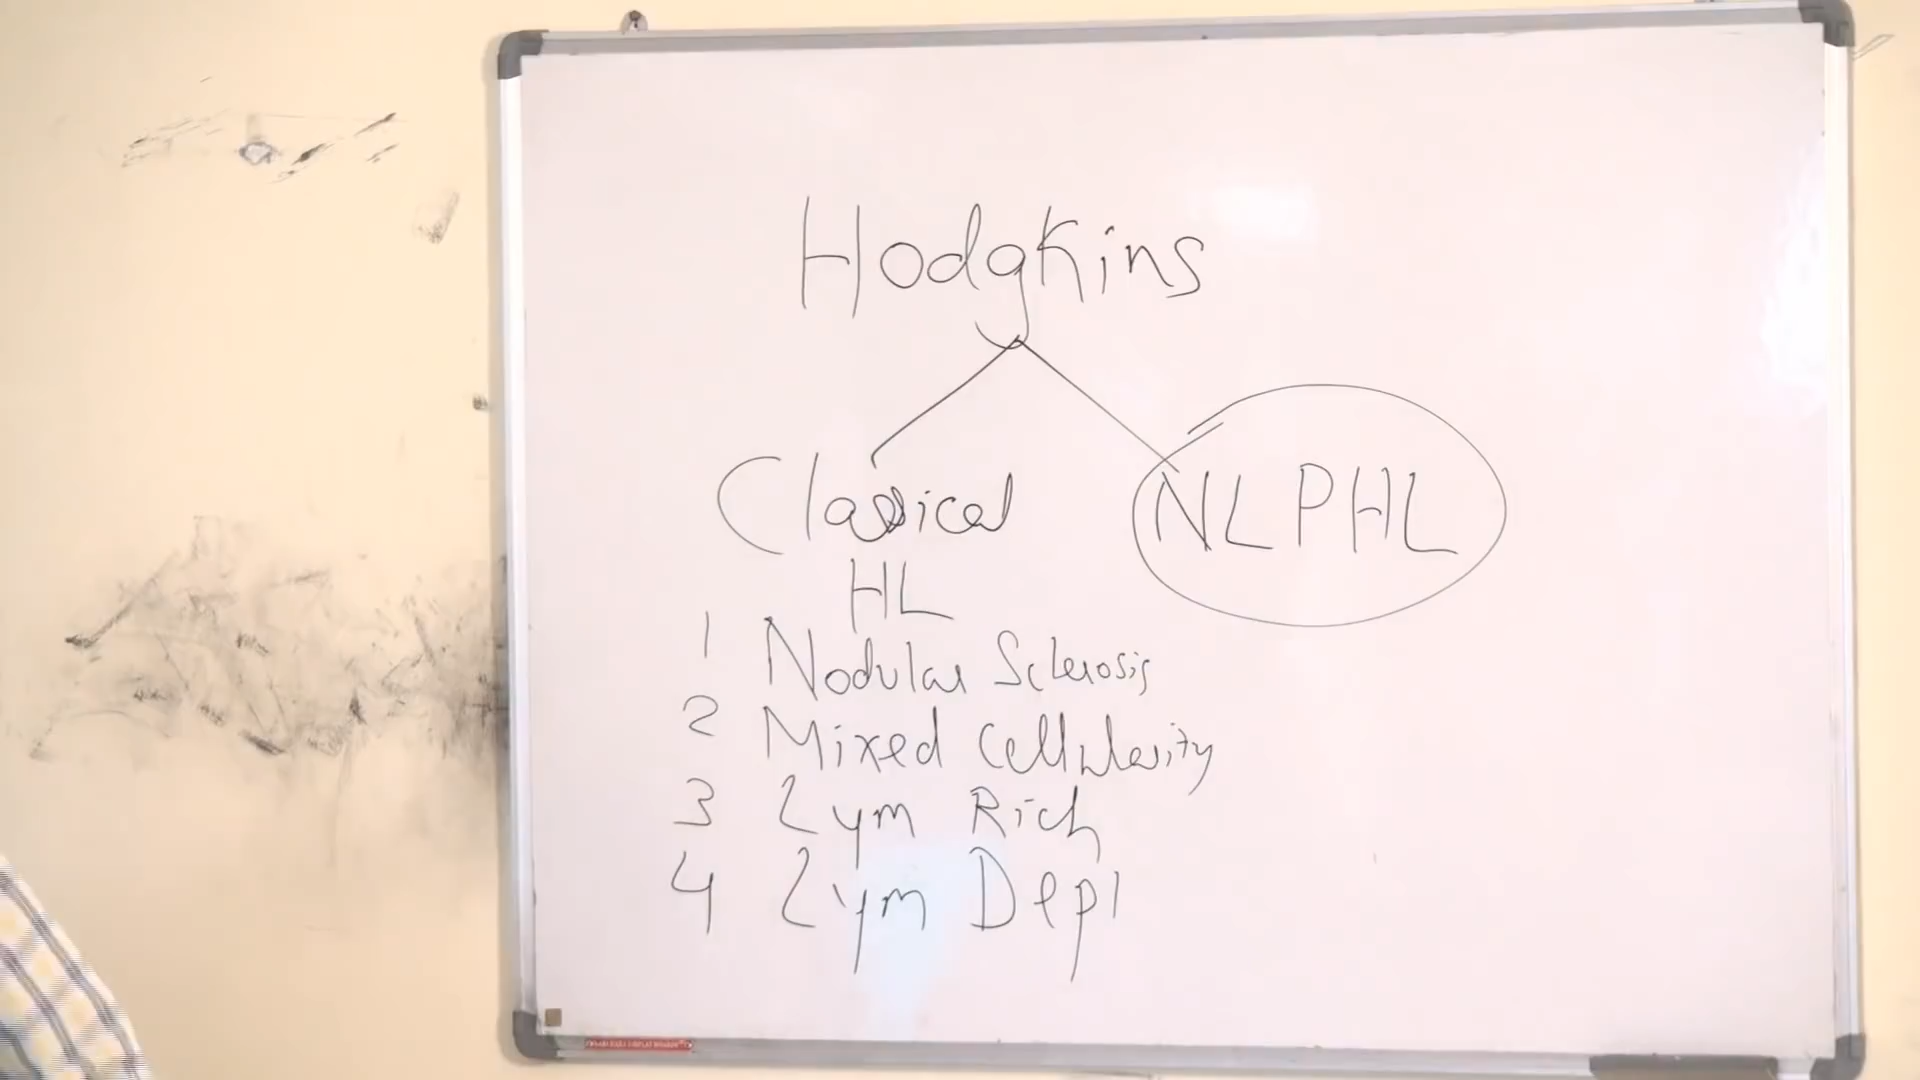 Hodgkins
Classical NLPHL
HL
1 Nodular Sclerosis
2 Mixed Cellularity
3 Lym Rich
4 Lym Depl